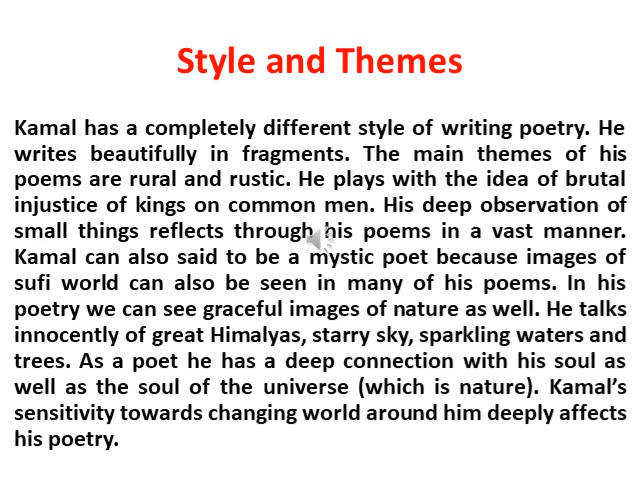 Style and Themes
Kamal has a completely different style of writing poetry. He
writes beautifully in fragments. The main themes of his
poems are rural and rustic. He plays with the idea of brutal
injustice of kings on common men. His deep observation of
small things reflects through his poems in a vast manner.
Kamal can also said to be a mystic poet because images of
sufi world can also be seen in many of his poems. In his
poetry we can see graceful images of nature as well. He talks
innocently of great Himalyas, starry sky, sparkling waters and
trees. As a poet he has a deep connection with his soul as
well as the soul of the universe (which is nature). Kamal’s
sensitivity towards changing world around him deeply affects
his poetry.